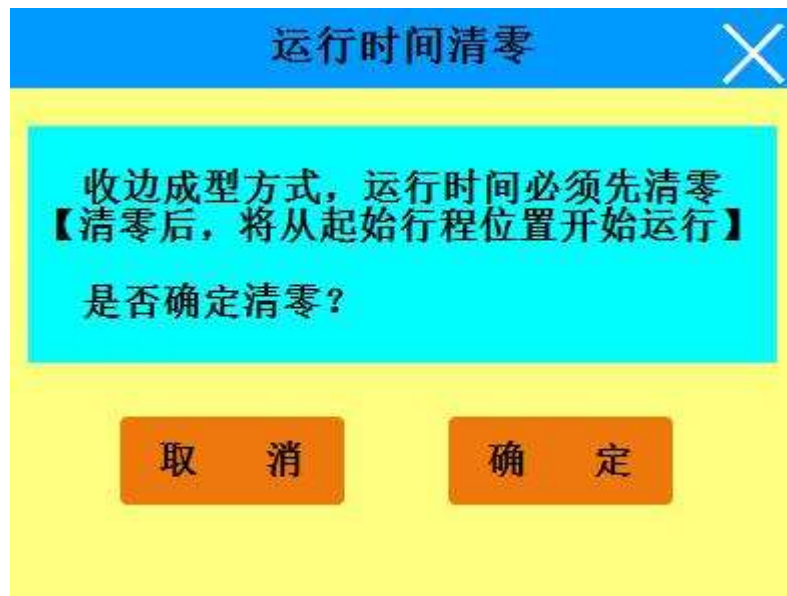 运行时间清零
收边成型方式，运行时间必须先清零
【清零后，将从起始行程位置开始运行】
是否确定清零？
取 消
确 定